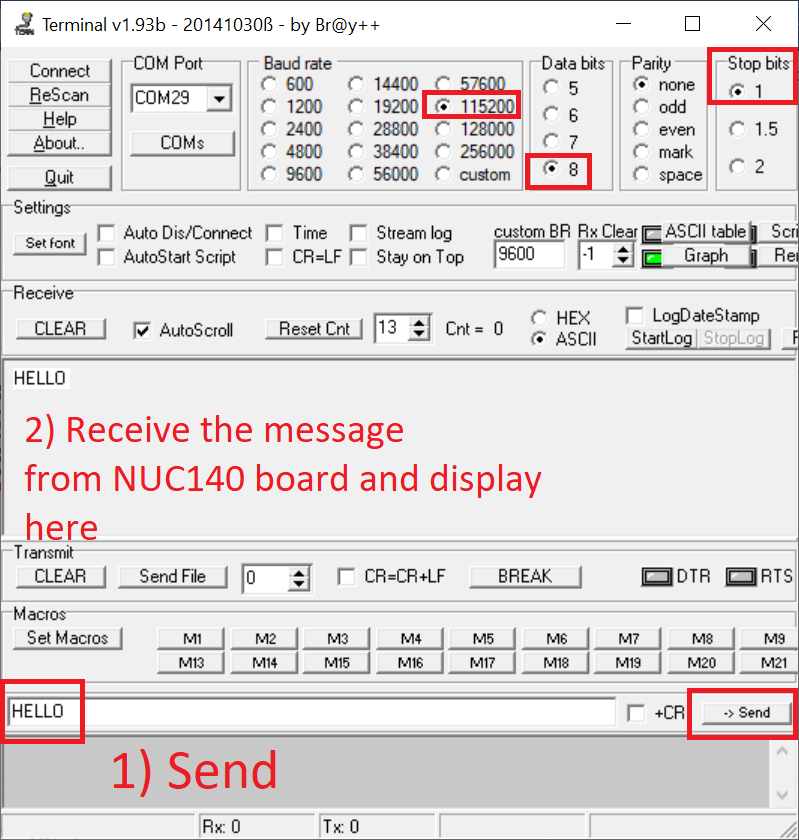 Terminal v1.93b - 20141030ß - by Br@y++
Connect
ReScan
Help
About..
Quit
COM Port
COM29
COMs
Baud rate
600 14400 57600
1200 19200 115200
2400 28800 128000
4800 38400 256000
9600 56000 custom
Data bits
5
6
7
8
Parity
none
odd
even
mark
space
Stop bits
1
1.5
2
Settings
Set font
Auto Dis/Connect Time Stream log
AutoStart Script CR=LF Stay on Top
custom BR Rx Clear
9600 -1
ASCII table Scri
Graph Rem
Receive
CLEAR AutoScroll Reset Cnt 13 Cnt = 0
HEX
ASCII
LogDateStamp
StartLog StopLog
HELLO
2) Receive the message
from NUC140 board and display
here
Transmit
CLEAR Send File 0 CR=CR+LF BREAK DTR RTS
Macros
Set Macros M1 M2 M3 M4 M5 M6 M7 M8 M9
M13 M14 M15 M16 M17 M18 M19 M20 M21
HELLO +CR -> Send
1) Send
Rx: 0 Tx: 0